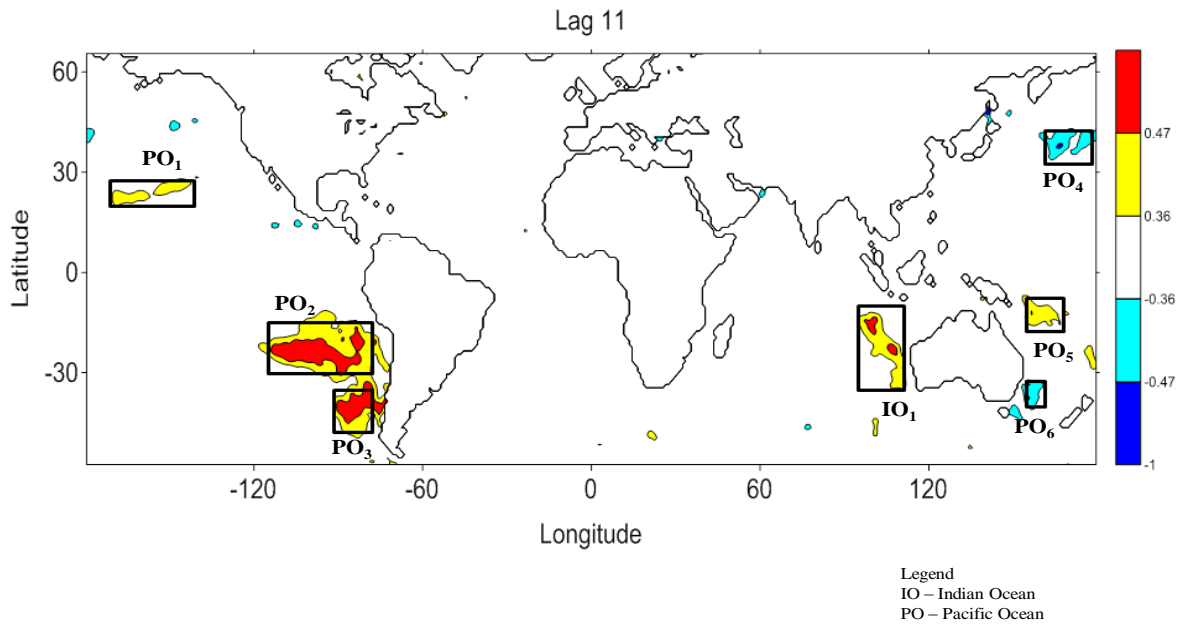 Lag 11
60
30
0
-30
Latitude
-120
-60
0
60
120
Longitude
PO1
PO2
PO3
PO4
PO5
PO6
IO1
0.47
0.36
-0.36
-0.47
-1
Legend
IO – Indian Ocean
PO – Pacific Ocean